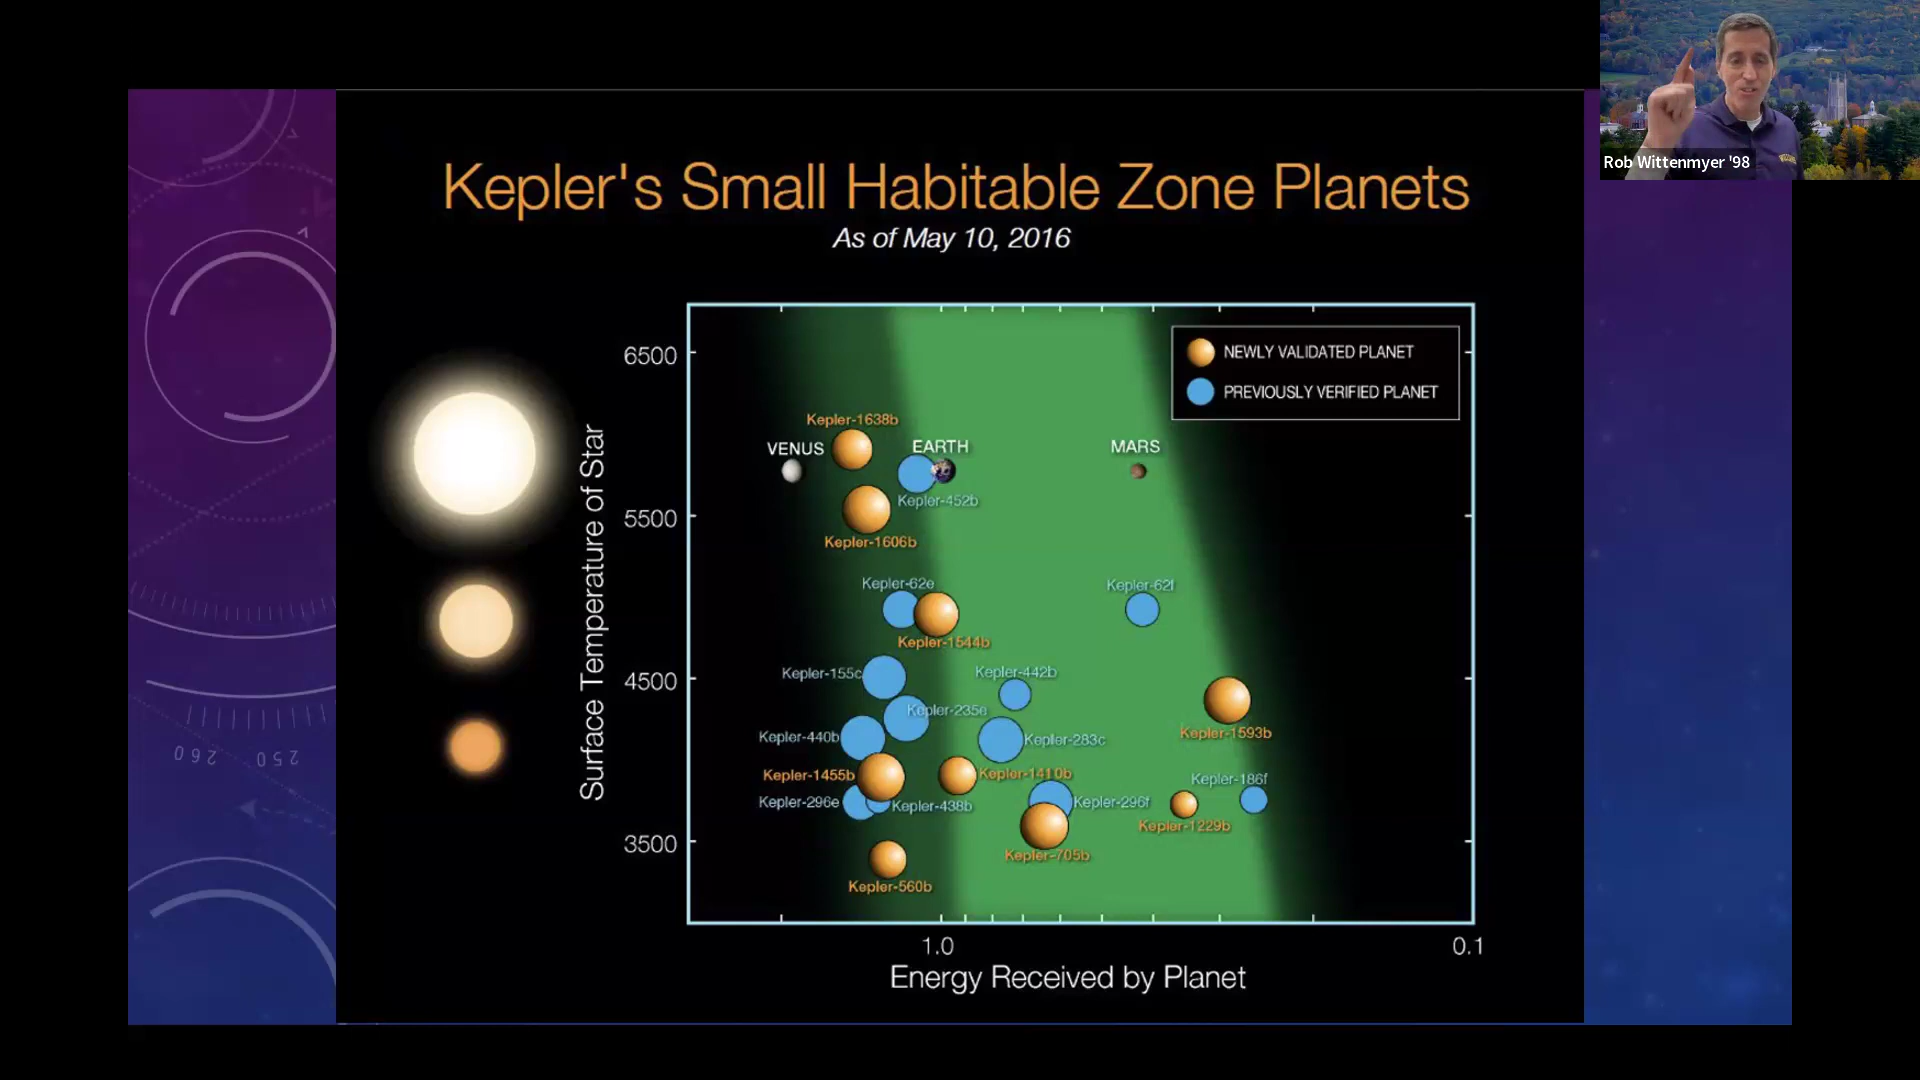 Rob Wittenmyer '98
Kepler's Small Habitable Zone Planets
As of May 10, 2016
NEWLY VALIDATED PLANET
PREVIOUSLY VERIFIED PLANET
Surface Temperature of Star
6500
5500
4500
3500
Kepler-1638b
VENUS
EARTH
MARS
Kepler-452b
Kepler-1606b
Kepler-62e
Kepler-62f
Kepler-1544b
Kepler-155c
Kepler-442b
Kepler-235e
Kepler-1593b
Kepler-440b
Kepler-283c
Kepler-1455b
Kepler-1410b
Kepler-186f
Kepler-296e
Kepler-438b
Kepler-296f
Kepler-1229b
Kepler-705b
Kepler-560b
1.0
0.1
Energy Received by Planet
260
250